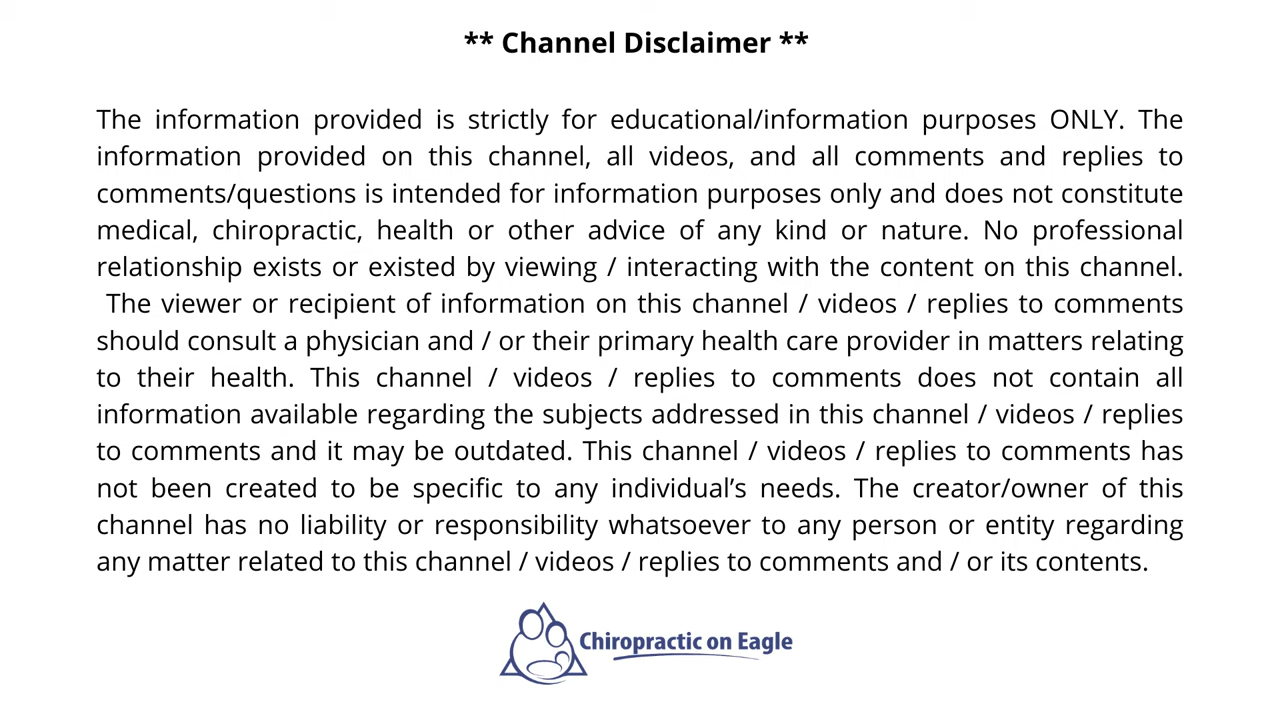 ** Channel Disclaimer **
The information provided is strictly for educational/information purposes ONLY. The
information provided on this channel, all videos, and all comments and replies to
comments/questions is intended for information purposes only and does not constitute
medical, chiropractic, health or other advice of any kind or nature. No professional
relationship exists or existed by viewing / interacting with the content on this channel.
The viewer or recipient of information on this channel / videos / replies to comments
should consult a physician and / or their primary health care provider in matters relating
to their health. This channel / videos / replies to comments does not contain all
information available regarding the subjects addressed in this channel / videos / replies
to comments and it may be outdated. This channel / videos / replies to comments has
not been created to be specific to any individual’s needs. The creator/owner of this
channel has no liability or responsibility whatsoever to any person or entity regarding
any matter related to this channel / videos / replies to comments and / or its contents.
Chiropractic on Eagle